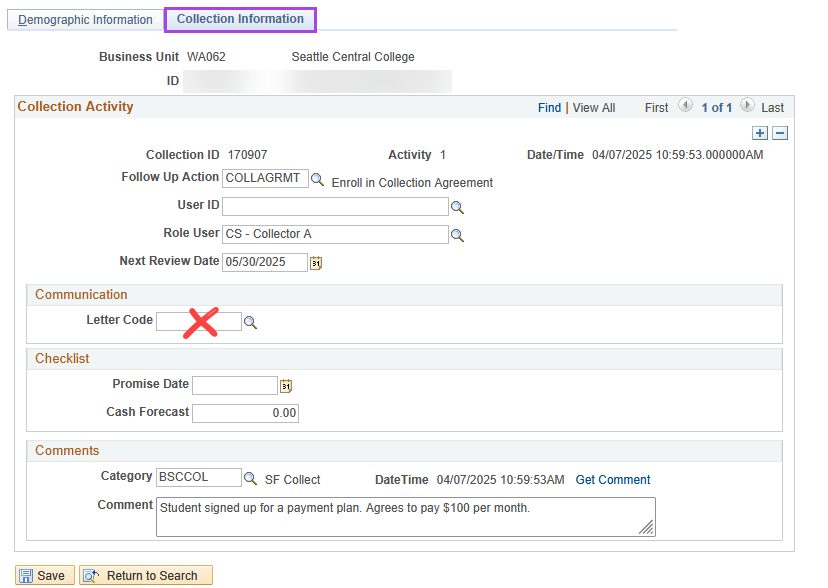 Demographic Information Collection Information
Business Unit WA062 Seattle Central College
ID
Collection Activity Find | View All First 1 of 1 Last
Collection ID 170907 Activity 1 Date/Time 04/07/2025 10:59:53.000000AM
Follow Up Action COLLAGRMT Enroll in Collection Agreement
User ID
Role User CS - Collector A
Next Review Date 05/30/2025 31
Communication
Letter Code
Checklist
Promise Date 31
Cash Forecast 0.00
Comments
Category BSCCOL SF Collect DateTime 04/07/2025 10:59:53AM Get Comment
Comment Student signed up for a payment plan. Agrees to pay $100 per month.
Save Return to Search